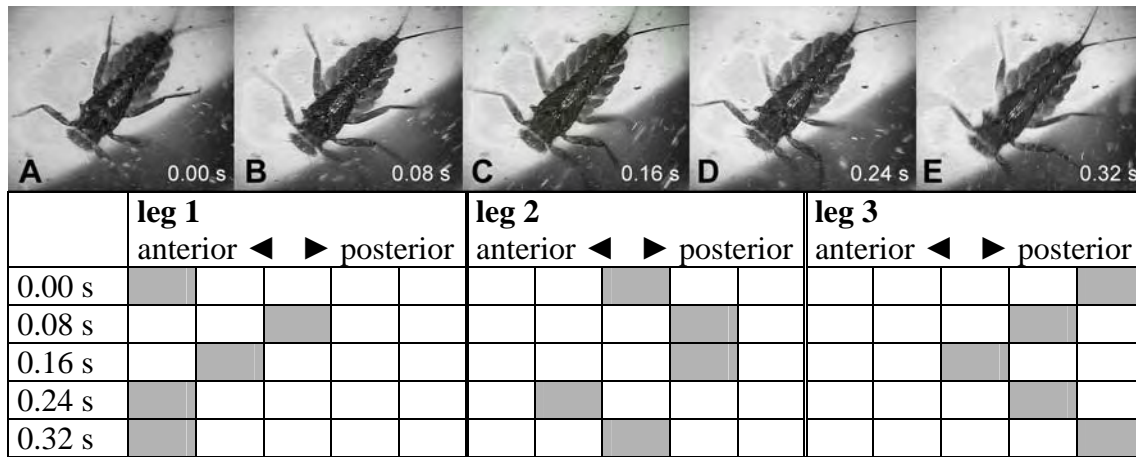 A 0.00 s B 0.08 s C 0.16 s D 0.24 s E 0.32 s
leg 1 leg 2 leg 3
anterior ◄ ► posterior anterior ◄ ► posterior anterior ◄ ► posterior
0.00 s
0.08 s
0.16 s
0.24 s
0.32 s